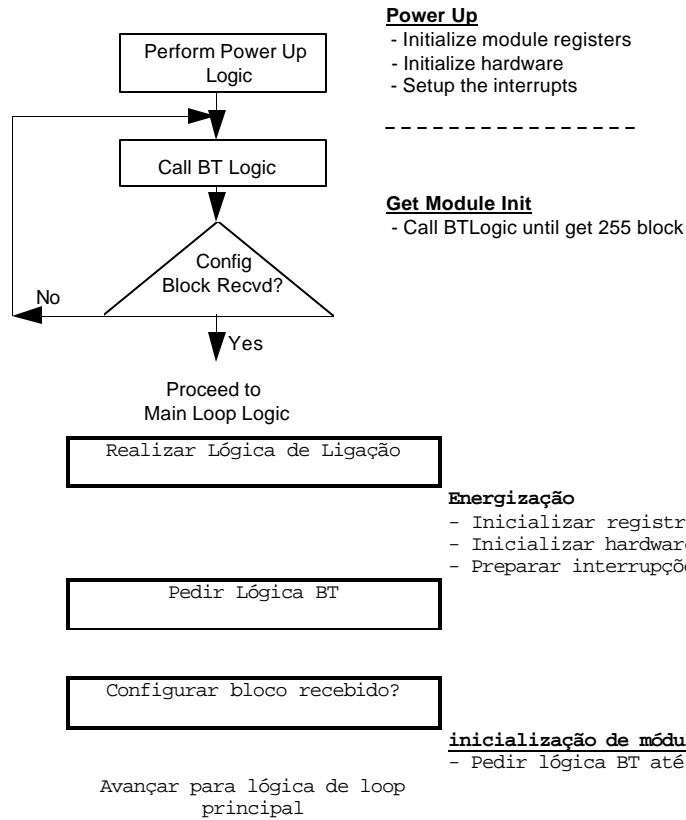 Power Up
- Initialize module registers
- Initialize hardware
- Setup the interrupts
Perform Power Up
Logic
Call BT Logic
Get Module Init
- Call BTLogic until get 255 block
Config
Block Recvd?
No
Yes
Proceed to
Main Loop Logic
Realizar Lógica de Ligação
Energização
- Inicializar registr
- Inicializar hardware
- Preparar interrupçõe
Pedir Lógica BT
Configurar bloco recebido?
inicialização de módu
- Pedir lógica BT até
Avançar para lógica de loop
principal